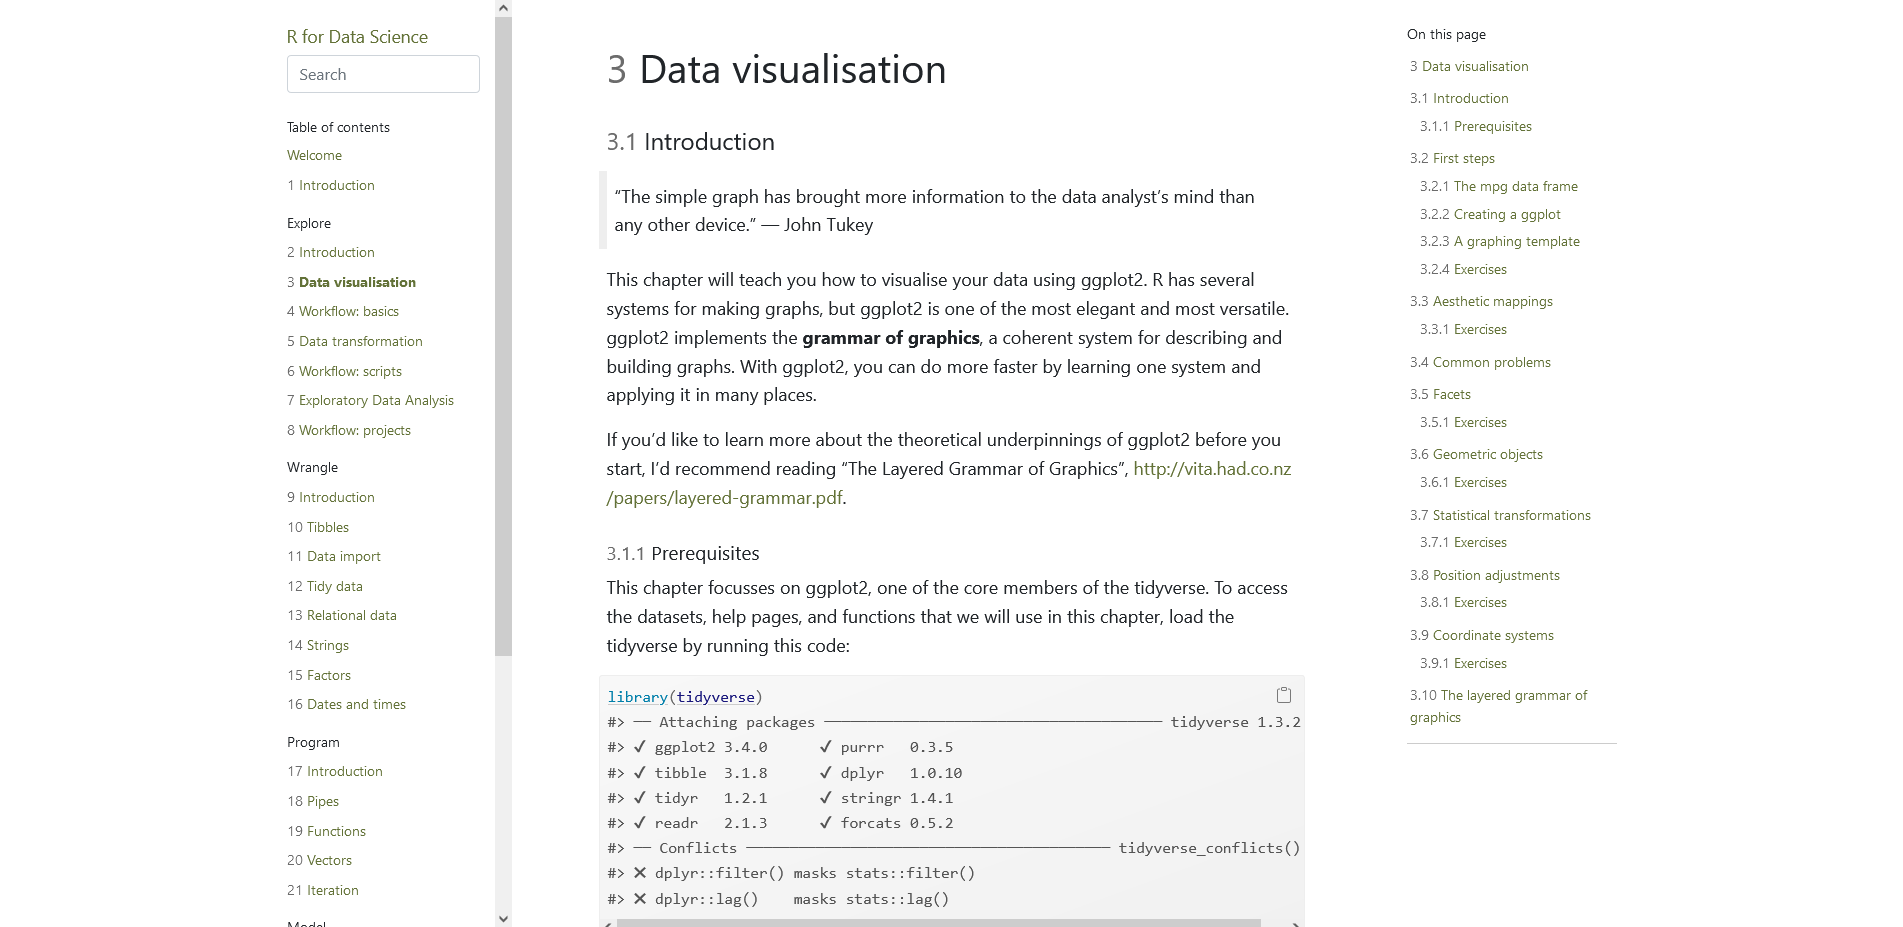 R for Data Science
Search
Table of contents
Welcome
1 Introduction
Explore
2 Introduction
3 Data visualisation
4 Workflow: basics
5 Data transformation
6 Workflow: scripts
7 Exploratory Data Analysis
8 Workflow: projects
Wrangle
9 Introduction
10 Tibbles
11 Data import
12 Tidy data
13 Relational data
14 Strings
15 Factors
16 Dates and times
Program
17 Introduction
18 Pipes
19 Functions
20 Vectors
21 Iteration
Model
3 Data visualisation
3.1 Introduction
“The simple graph has brought more information to the data analyst’s mind than
any other device.” — John Tukey
This chapter will teach you how to visualise your data using ggplot2. R has several
systems for making graphs, but ggplot2 is one of the most elegant and most versatile.
ggplot2 implements the grammar of graphics, a coherent system for describing and
building graphs. With ggplot2, you can do more faster by learning one system and
applying it in many places.
If you’d like to learn more about the theoretical underpinnings of ggplot2 before you
start, I’d recommend reading “The Layered Grammar of Graphics”, http://vita.had.co.nz
/papers/layered-grammar.pdf.
3.1.1 Prerequisites
This chapter focusses on ggplot2, one of the core members of the tidyverse. To access
the datasets, help pages, and functions that we will use in this chapter, load the
tidyverse by running this code:
library(tidyverse)
#> ── Attaching packages ─────────────────────────────────────── tidyverse 1.3.2
#> ✔ ggplot2 3.4.0      ✔ purrr   0.3.5
#> ✔ tibble  3.1.8      ✔ dplyr   1.0.10
#> ✔ tidyr   1.2.1      ✔ stringr 1.4.1
#> ✔ readr   2.1.3      ✔ forcats 0.5.2
#> ── Conflicts ────────────────────────────────────────── tidyverse_conflicts()
#> ✖ dplyr::filter() masks stats::filter()
#> ✖ dplyr::lag()    masks stats::lag()
On this page
3 Data visualisation
3.1 Introduction
3.1.1 Prerequisites
3.2 First steps
3.2.1 The mpg data frame
3.2.2 Creating a ggplot
3.2.3 A graphing template
3.2.4 Exercises
3.3 Aesthetic mappings
3.3.1 Exercises
3.4 Common problems
3.5 Facets
3.5.1 Exercises
3.6 Geometric objects
3.6.1 Exercises
3.7 Statistical transformations
3.7.1 Exercises
3.8 Position adjustments
3.8.1 Exercises
3.9 Coordinate systems
3.9.1 Exercises
3.10 The layered grammar of
graphics